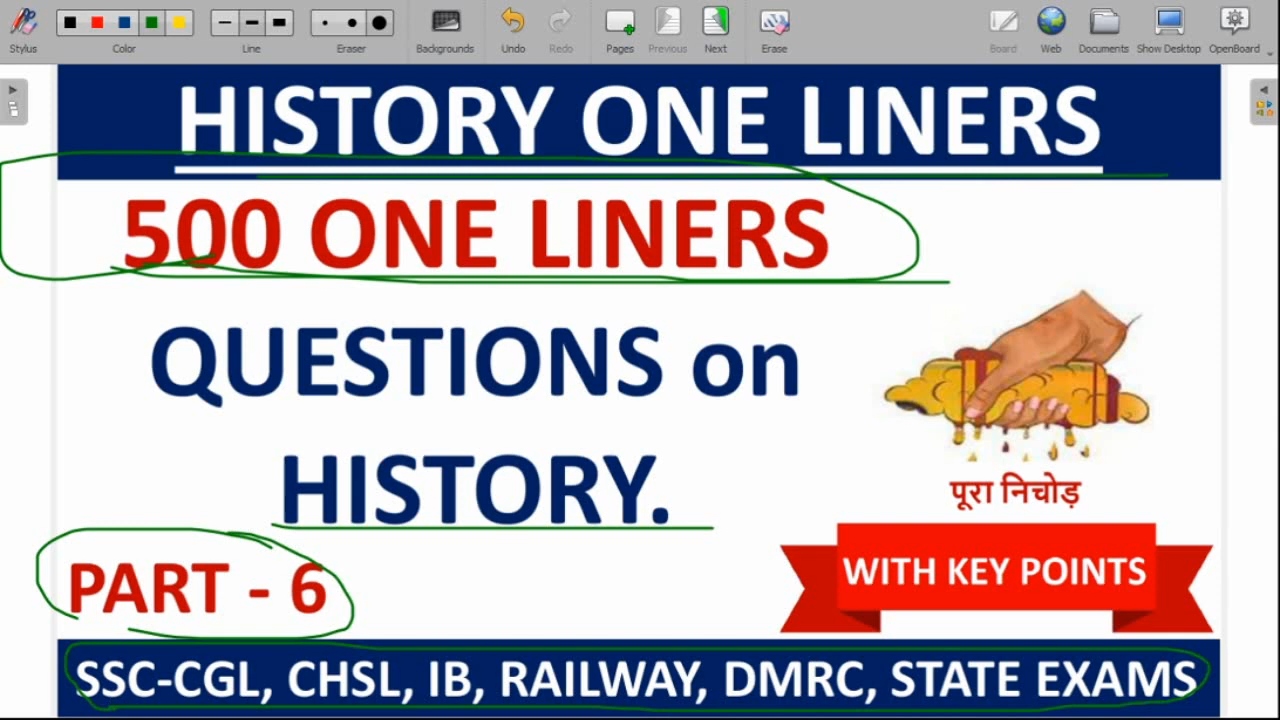 Stylus Color Line Eraser Backgrounds Undo Redo Pages Previous Next Erase Board Web Documents Show Desktop OpenBoard
HISTORY ONE LINERS
500 ONE LINERS
QUESTIONS on
HISTORY.
पूरा निचोड़
WITH KEY POINTS
PART - 6
SSC-CGL, CHSL, IB, RAILWAY, DMRC, STATE EXAMS